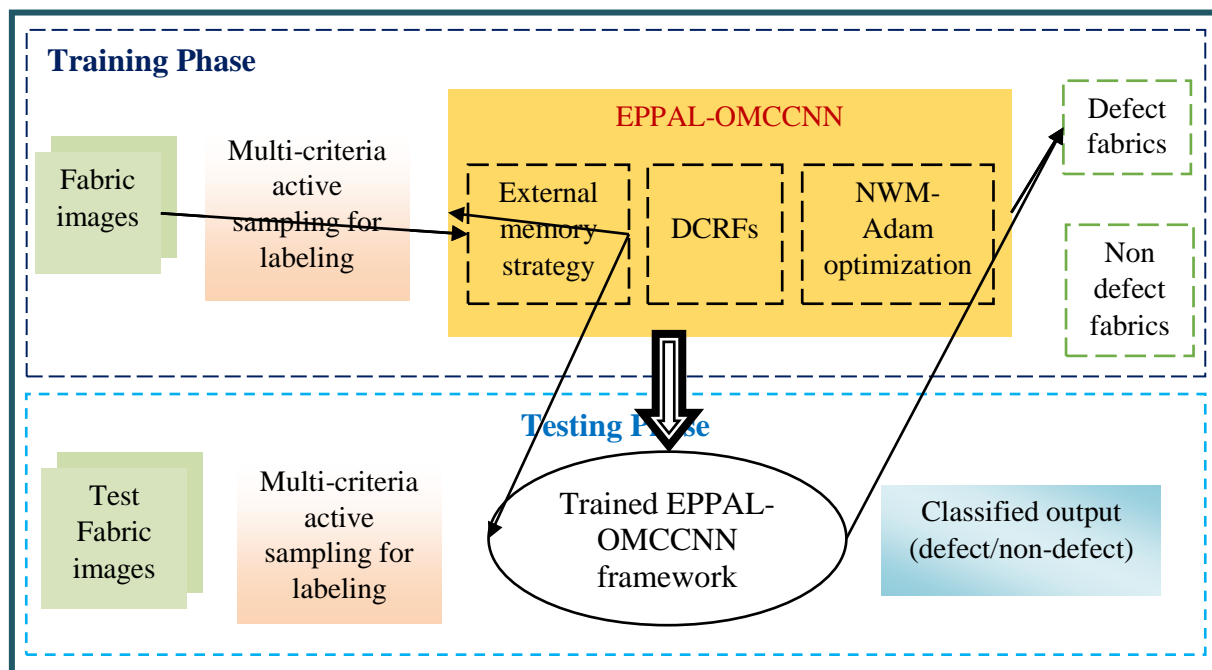 Training Phase
Fabric
images
Multi-criteria
active
sampling for
labeling
EPPAL-OMCCNN
External
memory
strategy
DCRFs
NWM-
Adam
optimization
Defect
fabrics
Non
defect
fabrics
Testing Phase
Test
Fabric
images
Multi-criteria
active
sampling for
labeling
Trained EPPAL-
OMCCNN
framework
Classified output
(defect/non-defect)